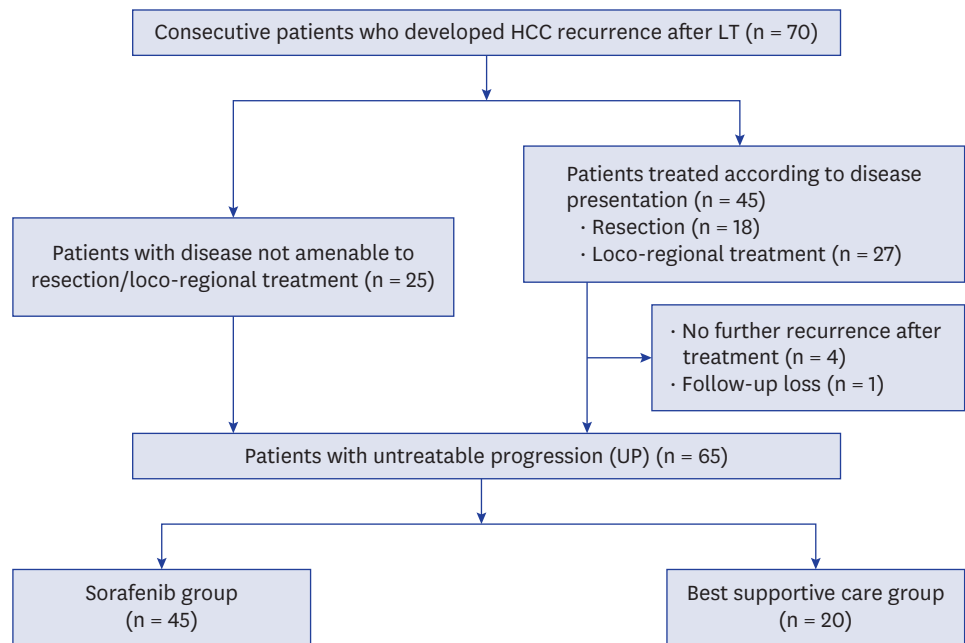 Consecutive patients who developed HCC recurrence after LT (n = 70)
Patients treated according to disease
presentation (n = 45)
· Resection (n = 18)
· Loco-regional treatment (n = 27)
Patients with disease not amenable to
resection/loco-regional treatment (n = 25)
· No further recurrence after
treatment (n = 4)
· Follow-up loss (n = 1)
Patients with untreatable progression (UP) (n = 65)
Sorafenib group
(n = 45)
Best supportive care group
(n = 20)